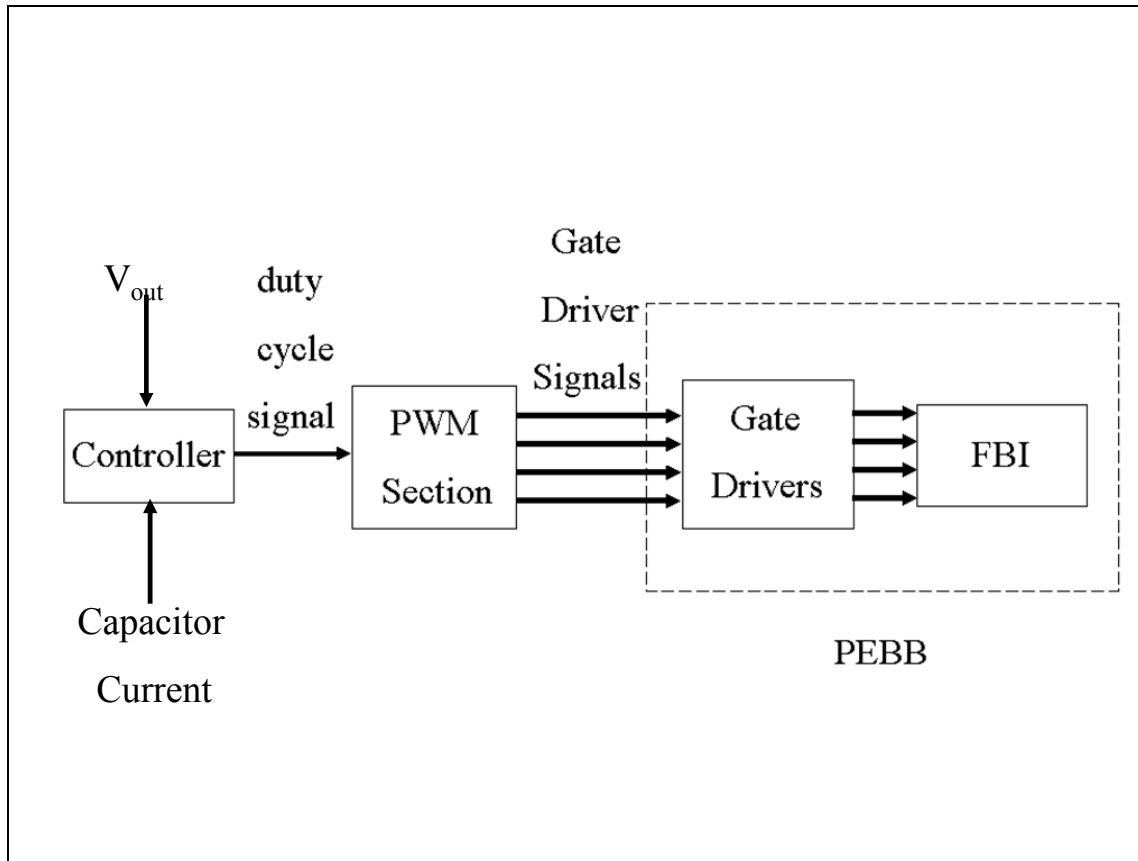 V_out
duty
cycle
signal
Gate
Driver
Signals
Controller
PWM
Section
Gate
Drivers
FBI
Capacitor
Current
PEBB